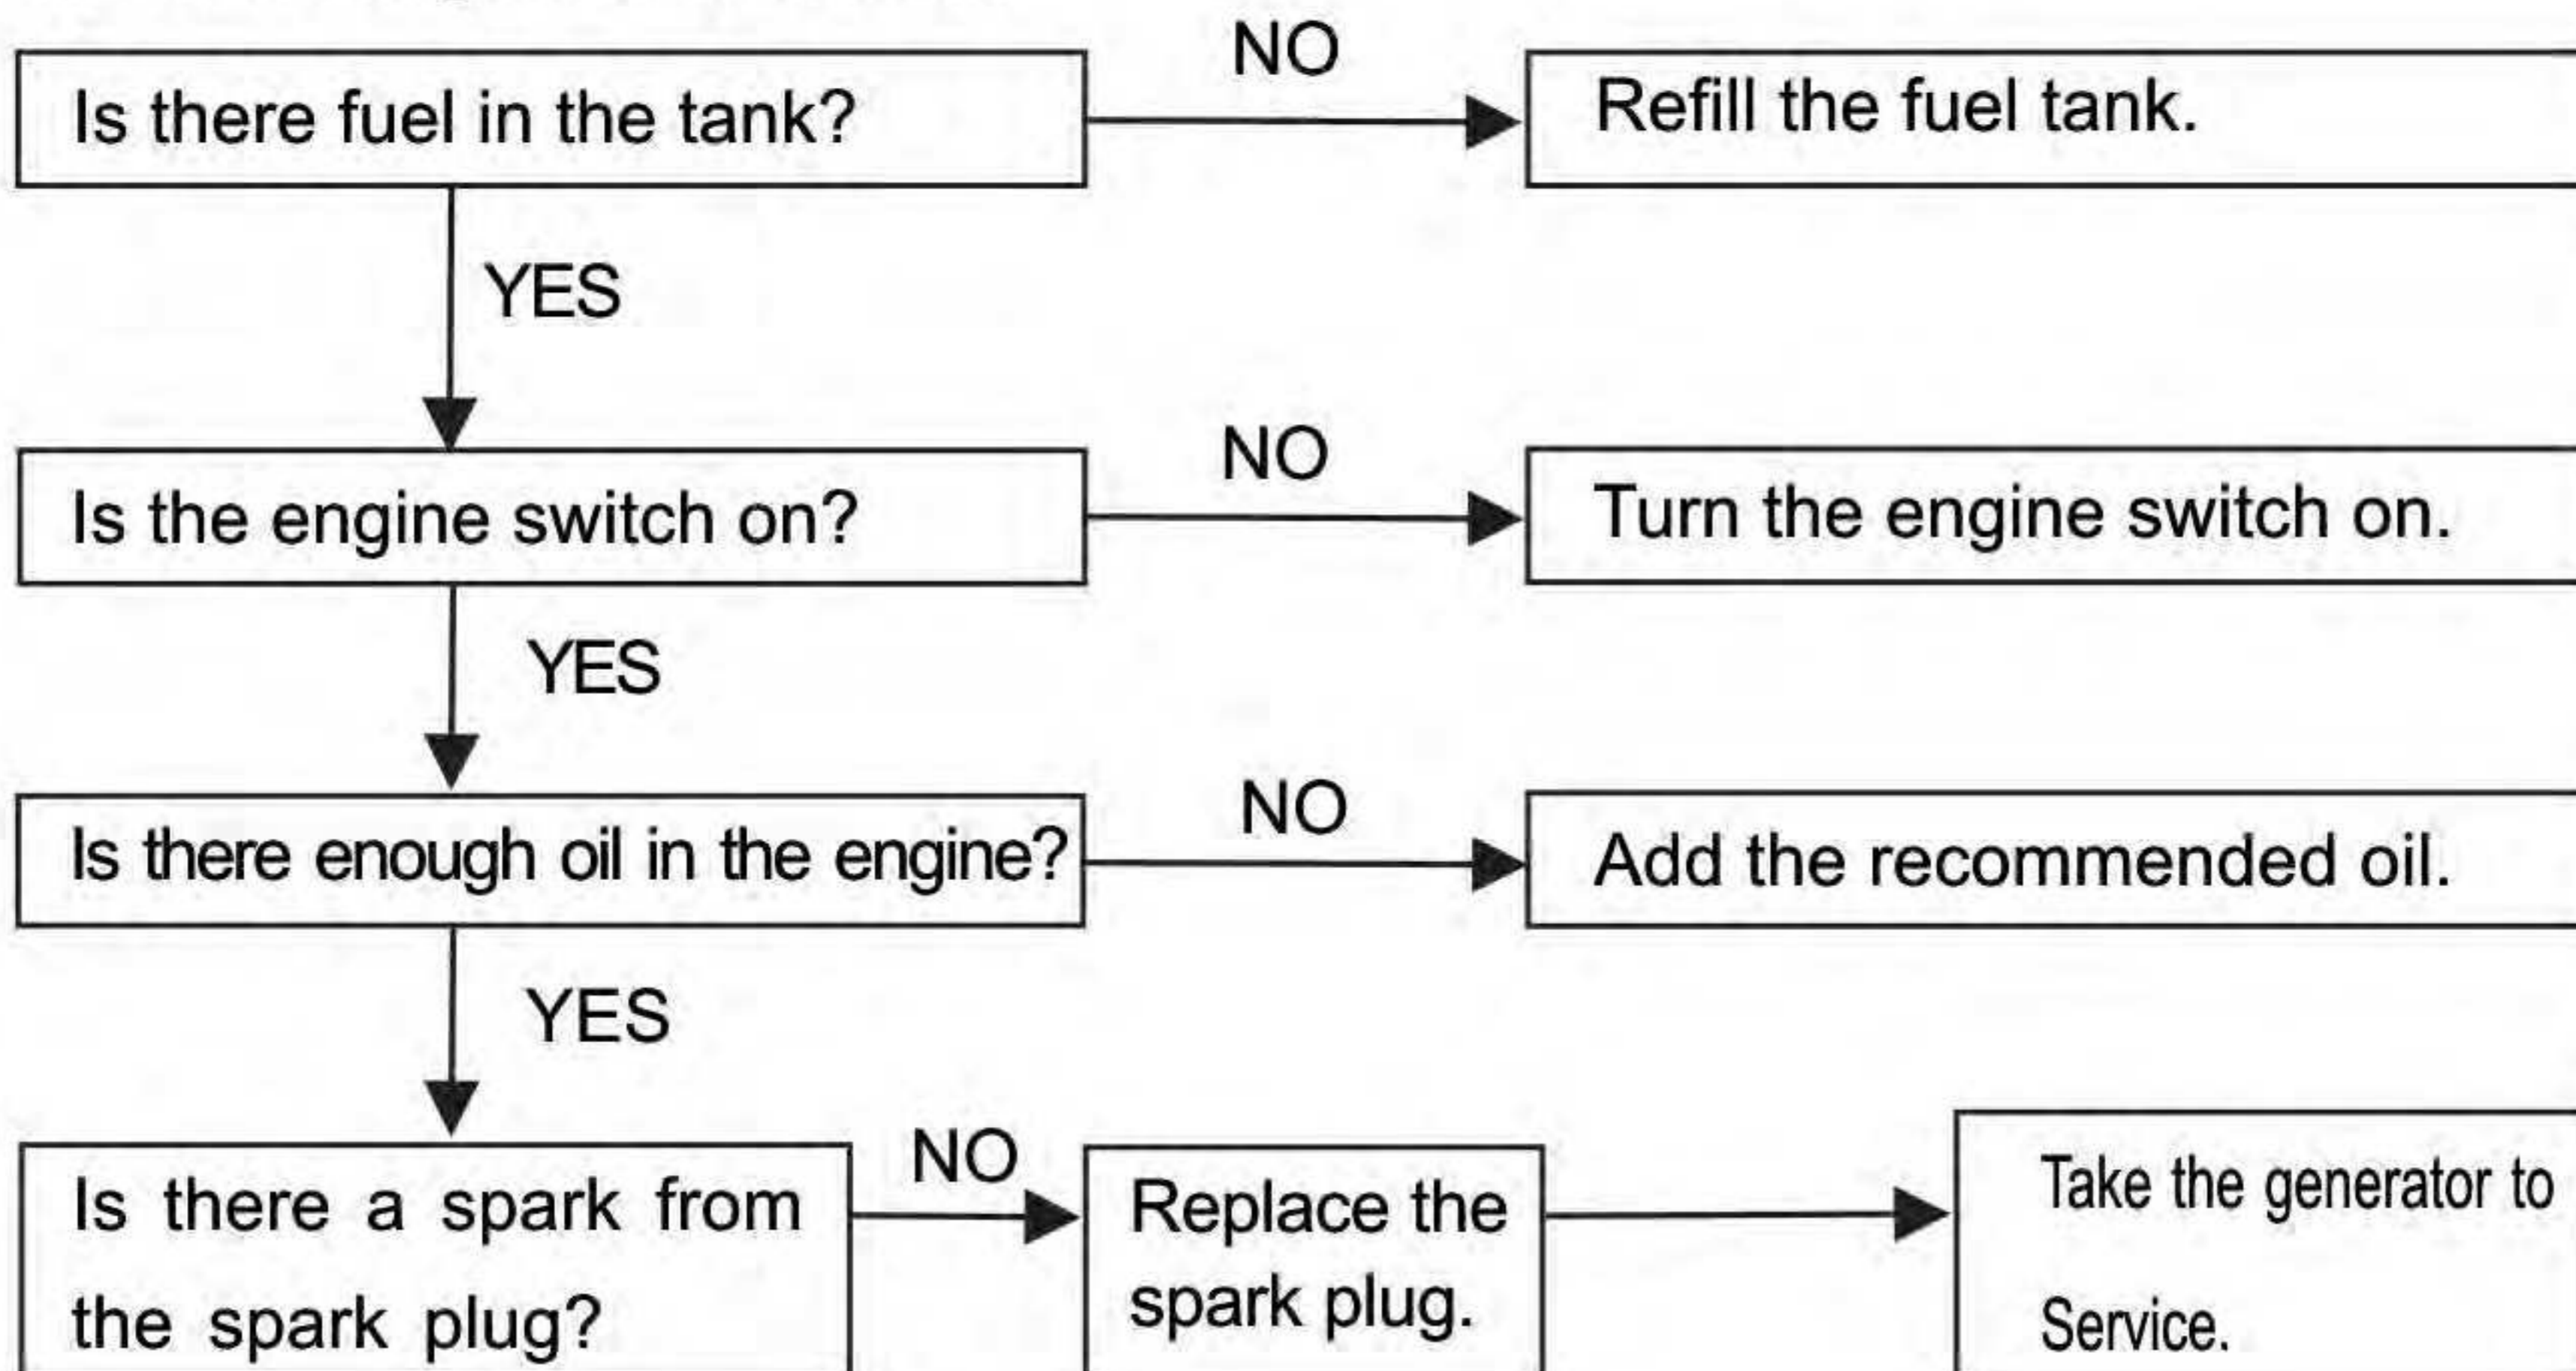 NO
Is there fuel in the tank?
Refill the fuel tank.
YES
NO
Is the engine switch on?
Turn the engine switch on.
YES
NO
Is there enough oil in the engine?
Add the recommended oil.
YES
NO
Is there a spark from
the spark plug?
Replace the
spark plug.
Take the generator to
Service.